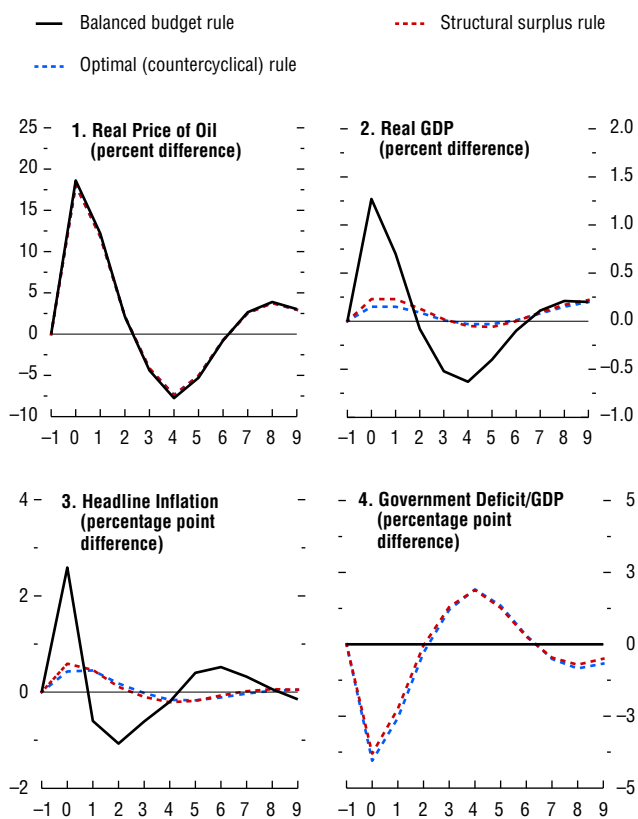 Balanced budget rule
Structural surplus rule
Optimal (countercyclical) rule
1. Real Price of Oil
(percent difference)
25
20
15
10
5
0
–5
–10
–1 0 1 2 3 4 5 6 7 8 9
2. Real GDP
(percent difference)
2.0
1.5
1.0
0.5
0.0
–0.5
–1.0
–1 0 1 2 3 4 5 6 7 8 9
3. Headline Inflation
(percentage point
difference)
4
2
0
–2
–1 0 1 2 3 4 5 6 7 8 9
4. Government Deficit/GDP
(percentage point
difference)
5
3
0
–3
–5
–1 0 1 2 3 4 5 6 7 8 9